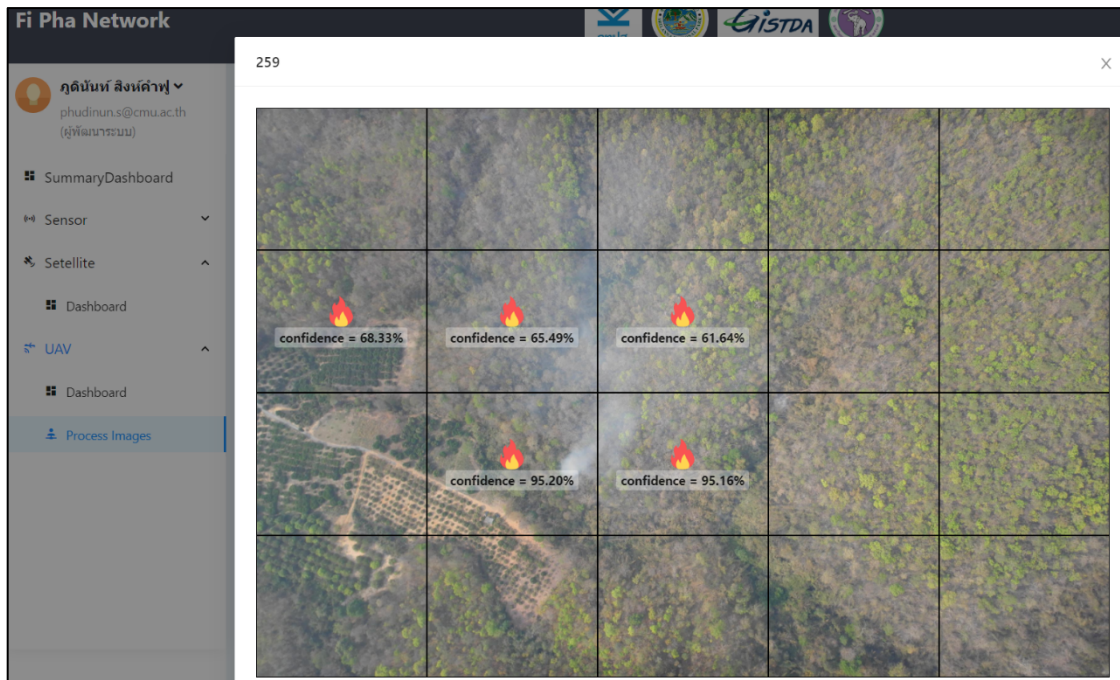 Fi Pha Network
GISTDA
259
X
ภูดินันท์ สิงห์คำฟู
phudinun.s@cmu.ac.th
(ผู้พัฒนาระบบ)
SummaryDashboard
Sensor
Setellite
Dashboard
UAV
Dashboard
Process Images
confidence = 68.33%
confidence = 65.49%
confidence = 61.64%
confidence = 95.20%
confidence = 95.16%